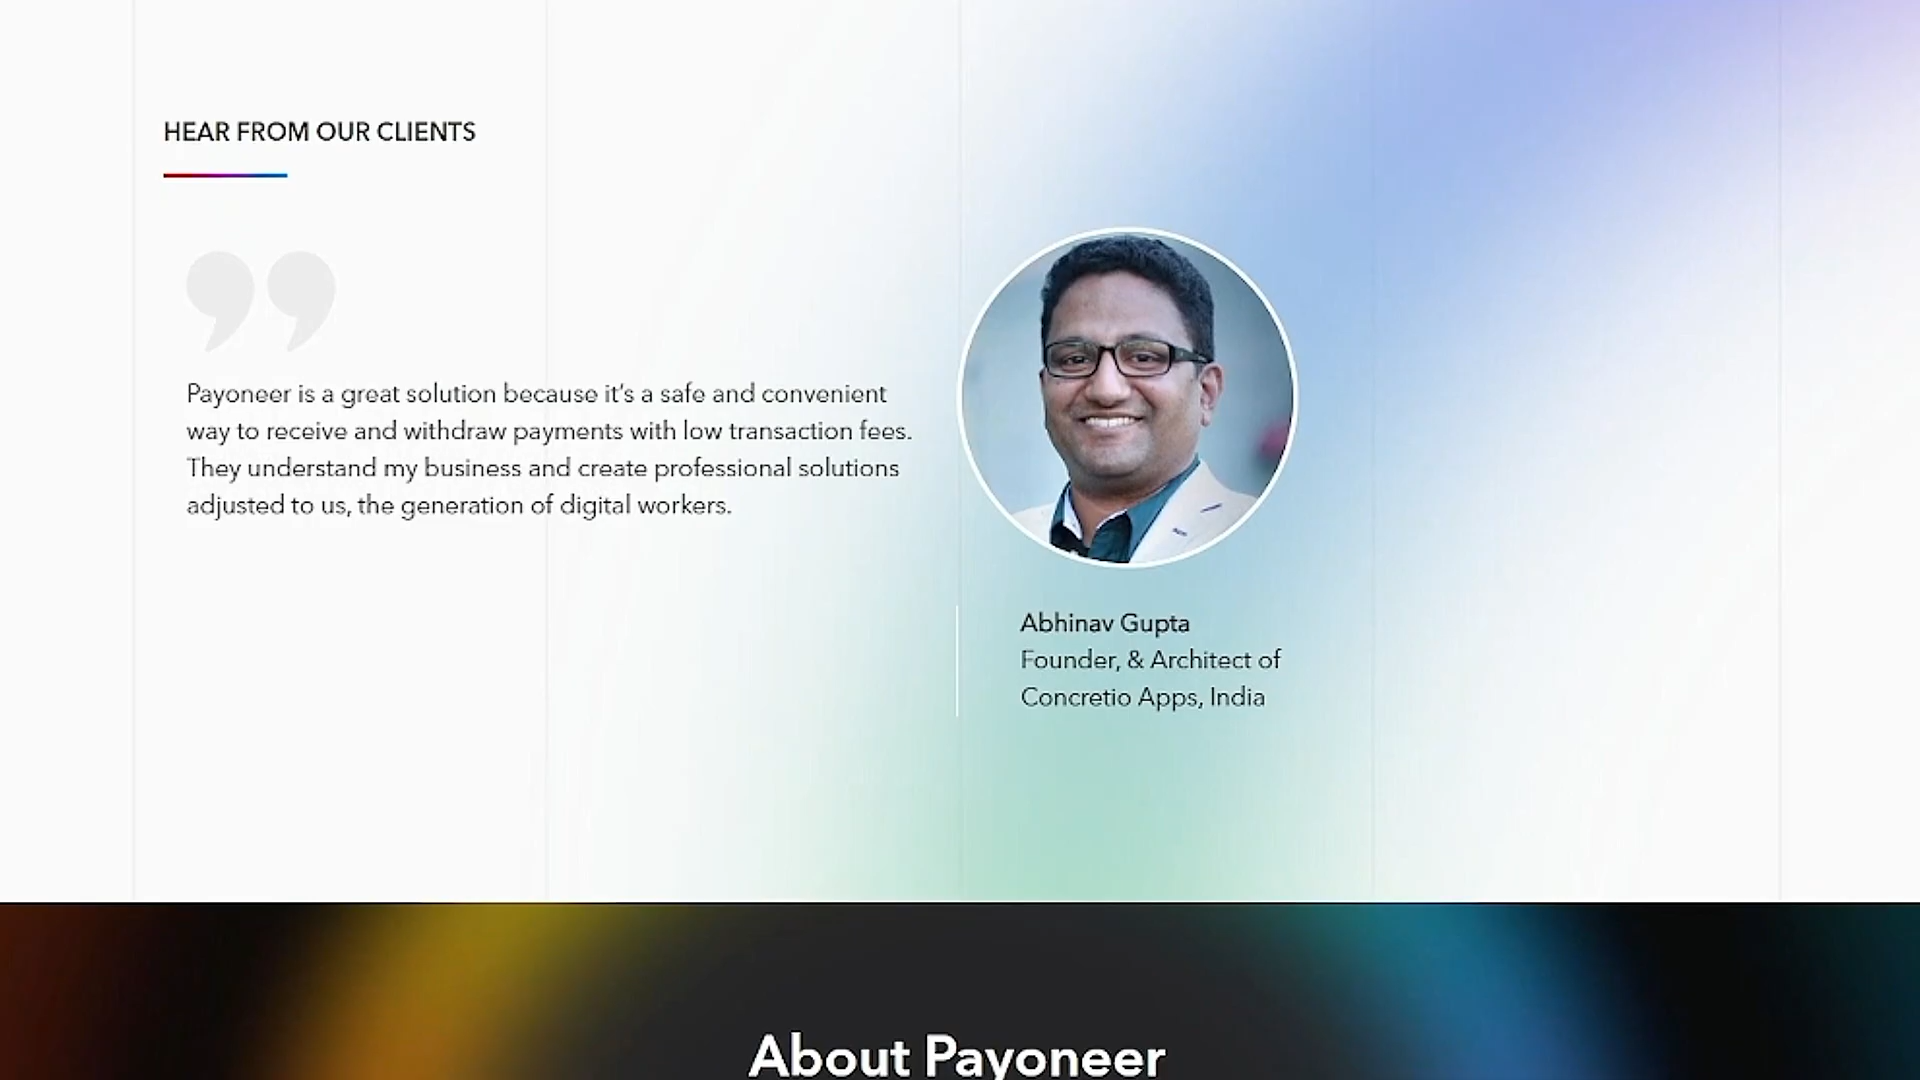 HEAR FROM OUR CLIENTS
Payoneer is a great solution because it's a safe and convenient
way to receive and withdraw payments with low transaction fees.
They understand my business and create professional solutions
adjusted to us, the generation of digital workers.
Abhinav Gupta
Founder, & Architect of
Concretio Apps, India
About Payoneer